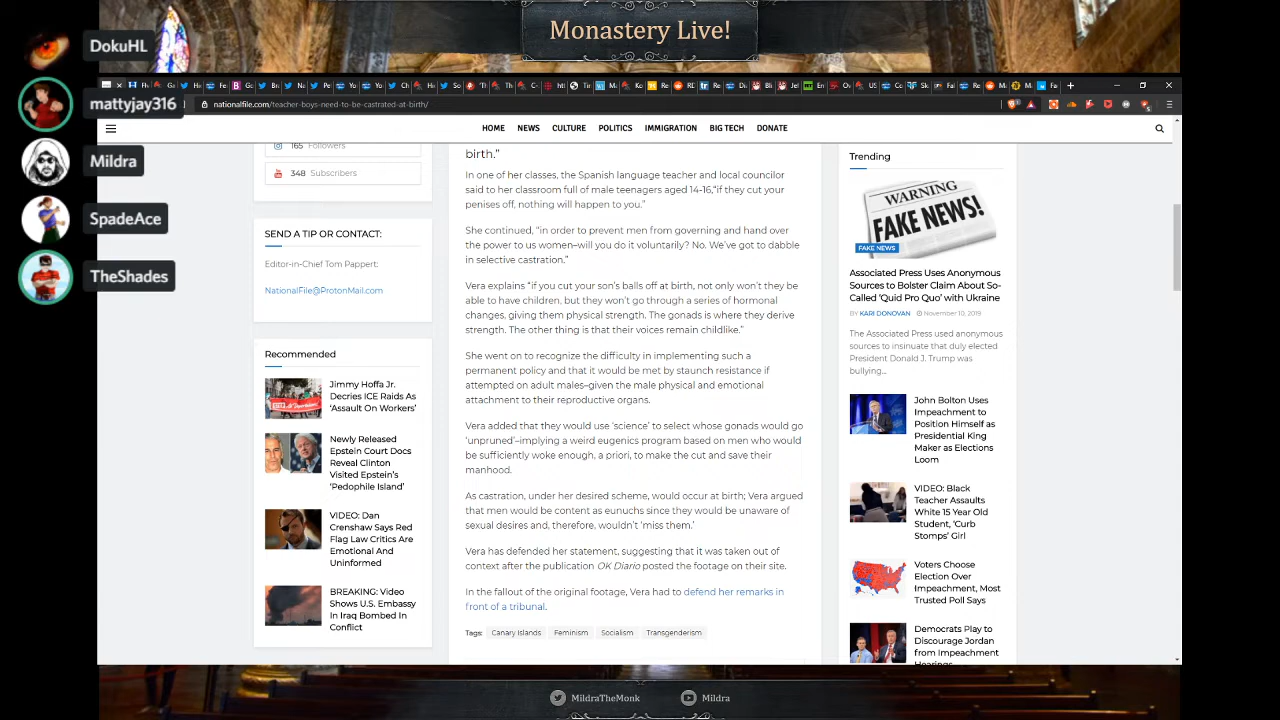 Monastery Live!
DokuHL
mattyjay316
Mildra
SpadeAce
TheShades
nationalfile.com/teacher-boys-need-to-be-castrated-at-birth/
HOME NEWS CULTURE POLITICS IMMIGRATION BIG TECH DONATE
165 Followers
348 Subscribers
SEND A TIP OR CONTACT:
Editor-in-Chief Tom Pappert:
NationalFile@ProtonMail.com
Recommended
Jimmy Hoffa Jr.
Decries ICE Raids As
'Assault On Workers'
Newly Released
Epstein Court Docs
Reveal Clinton
Visited Epstein's
'Pedophile Island'
VIDEO: Dan
Crenshaw Says Red
Flag Law Critics Are
Emotional And
Uninformed
BREAKING: Video
Shows U.S. Embassy
In Iraq Bombed In
Conflict
birth."
In one of her classes, the Spanish language teacher and local councilor
said to her classroom full of male teenagers aged 14-16,"if they cut your
penises off, nothing will happen to you."
She continued, "in order to prevent men from governing and hand over
the power to us women–will you do it voluntarily? No. We've got to dabble
in selective castration."
Vera explains "if you cut your son's balls off at birth, not only won't they be
able to have children, but they won't go through a series of hormonal
changes, giving them physical strength. The gonads is where they derive
strength. The other thing is that their voices remain childlike."
She went on to recognize the difficulty in implementing such a
permanent policy and that it would be met by staunch resistance if
attempted on adult males–given the male physical and emotional
attachment to their reproductive organs.
Vera added that they would use 'science' to select whose gonads would go
'unpruned'–implying a weird eugenics program based on men who would
be sufficiently woke enough, a priori, to make the cut and save their
manhood.
As castration, under her desired scheme, would occur at birth; Vera argued
that men would be content as eunuchs since they would be unaware of
sexual desires and, therefore, wouldn't 'miss them.'
Vera has defended her statement, suggesting that it was taken out of
context after the publication OK Diario posted the footage on their site.
In the fallout of the original footage, Vera had to defend her remarks in
front of a tribunal.
Tags: Canary Islands Feminism Socialism Transgenderism
Trending
WARNING
FAKE NEWS!
FAKE NEWS
Associated Press Uses Anonymous
Sources to Bolster Claim About So-
Called 'Quid Pro Quo' with Ukraine
BY KARI DONOVAN November 10, 2019
The Associated Press used anonymous
sources to insinuate that duly elected
President Donald J. Trump was
bullying...
John Bolton Uses
Impeachment to
Position Himself as
Presidential King
Maker as Elections
Loom
VIDEO: Black
Teacher Assaults
White 15 Year Old
Student, 'Curb
Stomps' Girl
Voters Choose
Election Over
Impeachment, Most
Trusted Poll Says
Democrats Play to
Discourage Jordan
from Impeachment
Hearings
MildraTheMonk
Mildra